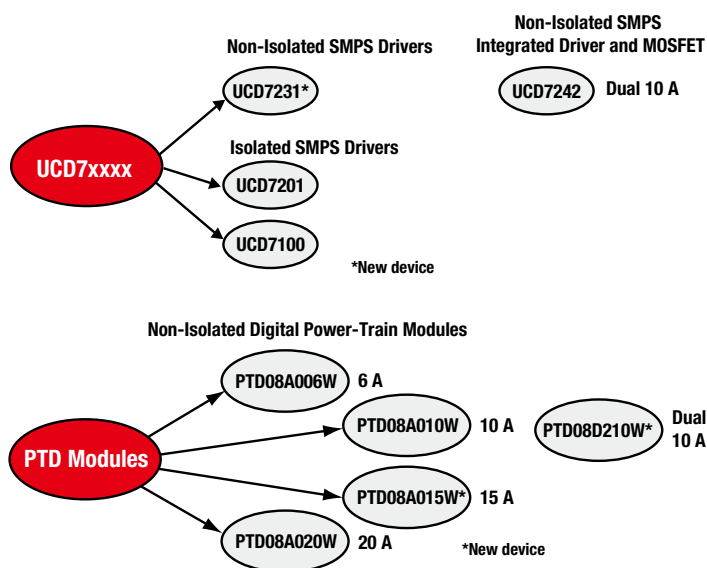 Non-Isolated SMPS
Integrated Driver and MOSFET
Non-Isolated SMPS Drivers
UCD7231*
UCD7242
Dual 10 A
UCD7xxxx
Isolated SMPS Drivers
UCD7201
UCD7100
*New device
Non-Isolated Digital Power-Train Modules
PTD08A006W
6 A
PTD08A010W
10 A
PTD08D210W*
Dual
10 A
PTD Modules
PTD08A015W*
15 A
PTD08A020W
20 A
*New device